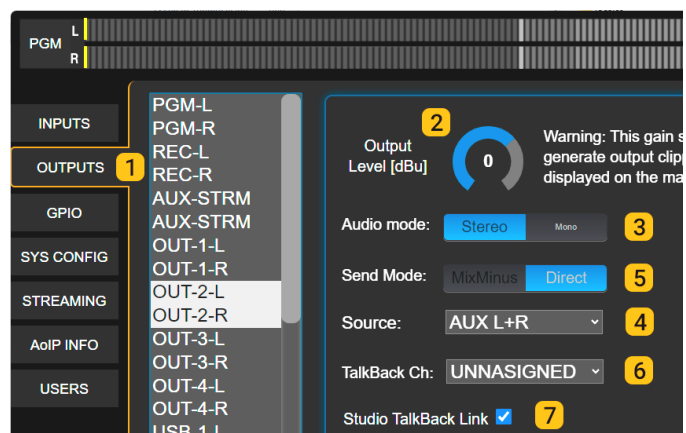 L
PGM
R
INPUTS
OUTPUTS
GPIO
SYS CONFIG
STREAMING
AoIP INFO
USERS
1
PGM-L
PGM-R
REC-L
REC-R
AUX-STRM
AUX-STRM
OUT-1-L
OUT-1-R
OUT-2-L
OUT-2-R
OUT-3-L
OUT-3-R
OUT-4-L
OUT-4-R
USB-1-L
2
Output
Level [dBu]
0
Warning: This gain s
generate output clip
displayed on the ma
Audio mode: Stereo Mono 3
Send Mode: MixMinus Direct 5
Source: AUX L+R 4
TalkBack Ch: UNNASIGNED 6
Studio TalkBack Link 7